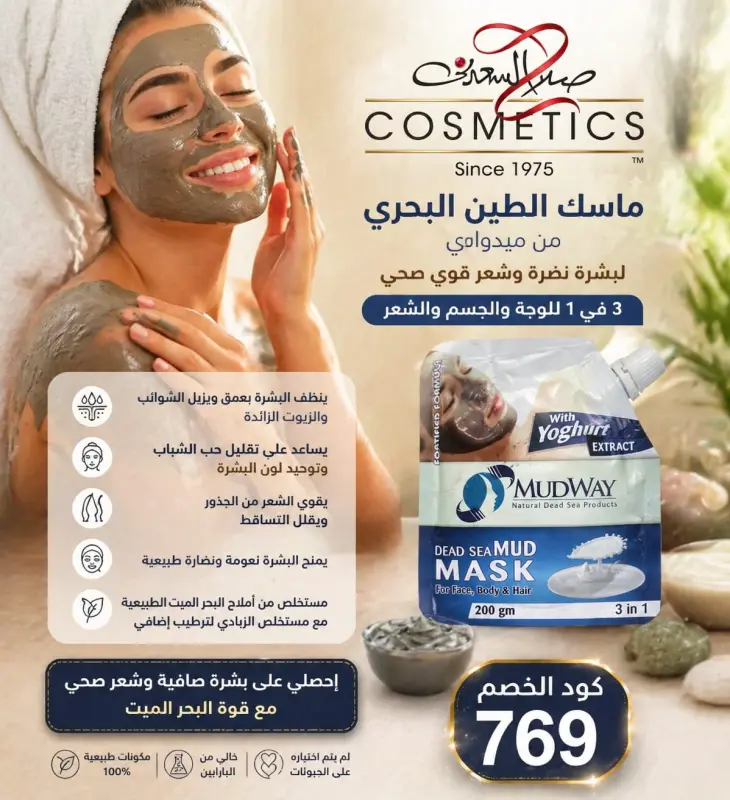 صلاح السعدني
COSMETICS
TM
Since 1975
ماسك الطين البحري
من ميدواي
لبشرة نضرة وشعر قوي صحي
3 في 1 للوجة والجسم والشعر
ينظف البشرة بعمق ويزيل الشوائب
والزيوت الزائدة
يساعد علي تقليل حب الشباب
وتوحيد لون البشرة
يقوي الشعر من الجذور
ويقلل التساقط
يمنح البشرة نعومة ونضارة طبيعية
مستخلص من أملاح البحر الميت الطبيعية
مع مستخلص الزبادي لترطيب إضافي
FORTIFIED FORMULA
With
Yoghurt
EXTRACT
MUDWAY
Natural Dead Sea Products
DEAD SEA MUD
MASK
For Face, Body & Hair
200 gm
3 in 1
إحصلي على بشرة صافية وشعر صحي
مع قوة البحر الميت
كود الخصم
769
لم يتم اختباره
على الحيوانات
خالي من
البارابين
مكونات طبيعية
100%